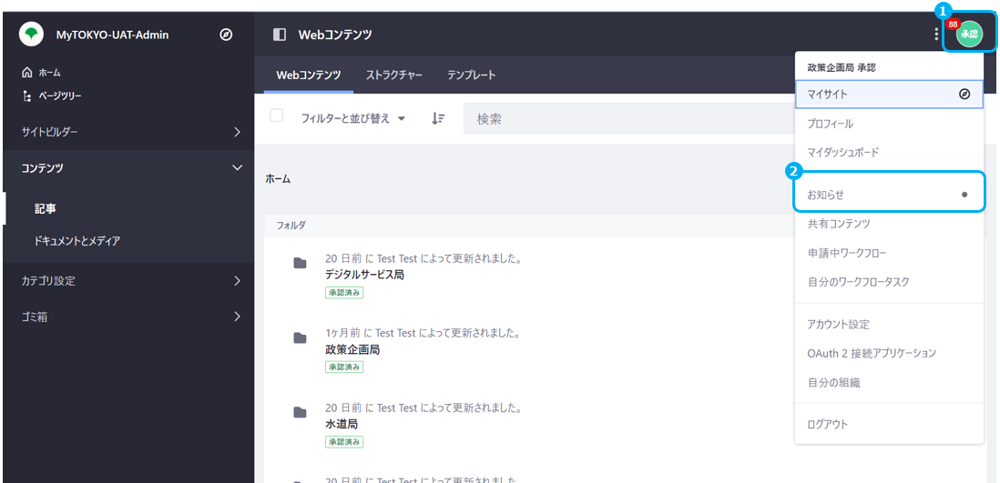 MyTOKYO-UAT-Admin
ホーム
ページツリー
サイトビルダー
コンテンツ
記事
ドキュメントとメディア
カテゴリ設定
ゴミ箱
Webコンテンツ
1
88
承認
Webコンテンツ ストラクチャー テンプレート
フィルターと並び替え
検索
ホーム
フォルダ
20 日前 に Test Test によって更新されました。
デジタルサービス局
承認済み
1ヶ月前 に Test Test によって更新されました。
政策企画局
承認済み
20 日前 に Test Test によって更新されました。
水道局
承認済み
20 日前 に Test Test によって更新されました。
政策企画局 承認
マイサイト
プロフィール
マイダッシュボード
2
お知らせ
共有コンテンツ
申請中ワークフロー
自分のワークフロータスク
アカウント設定
OAuth 2 接続アプリケーション
自分の組織
ログアウト